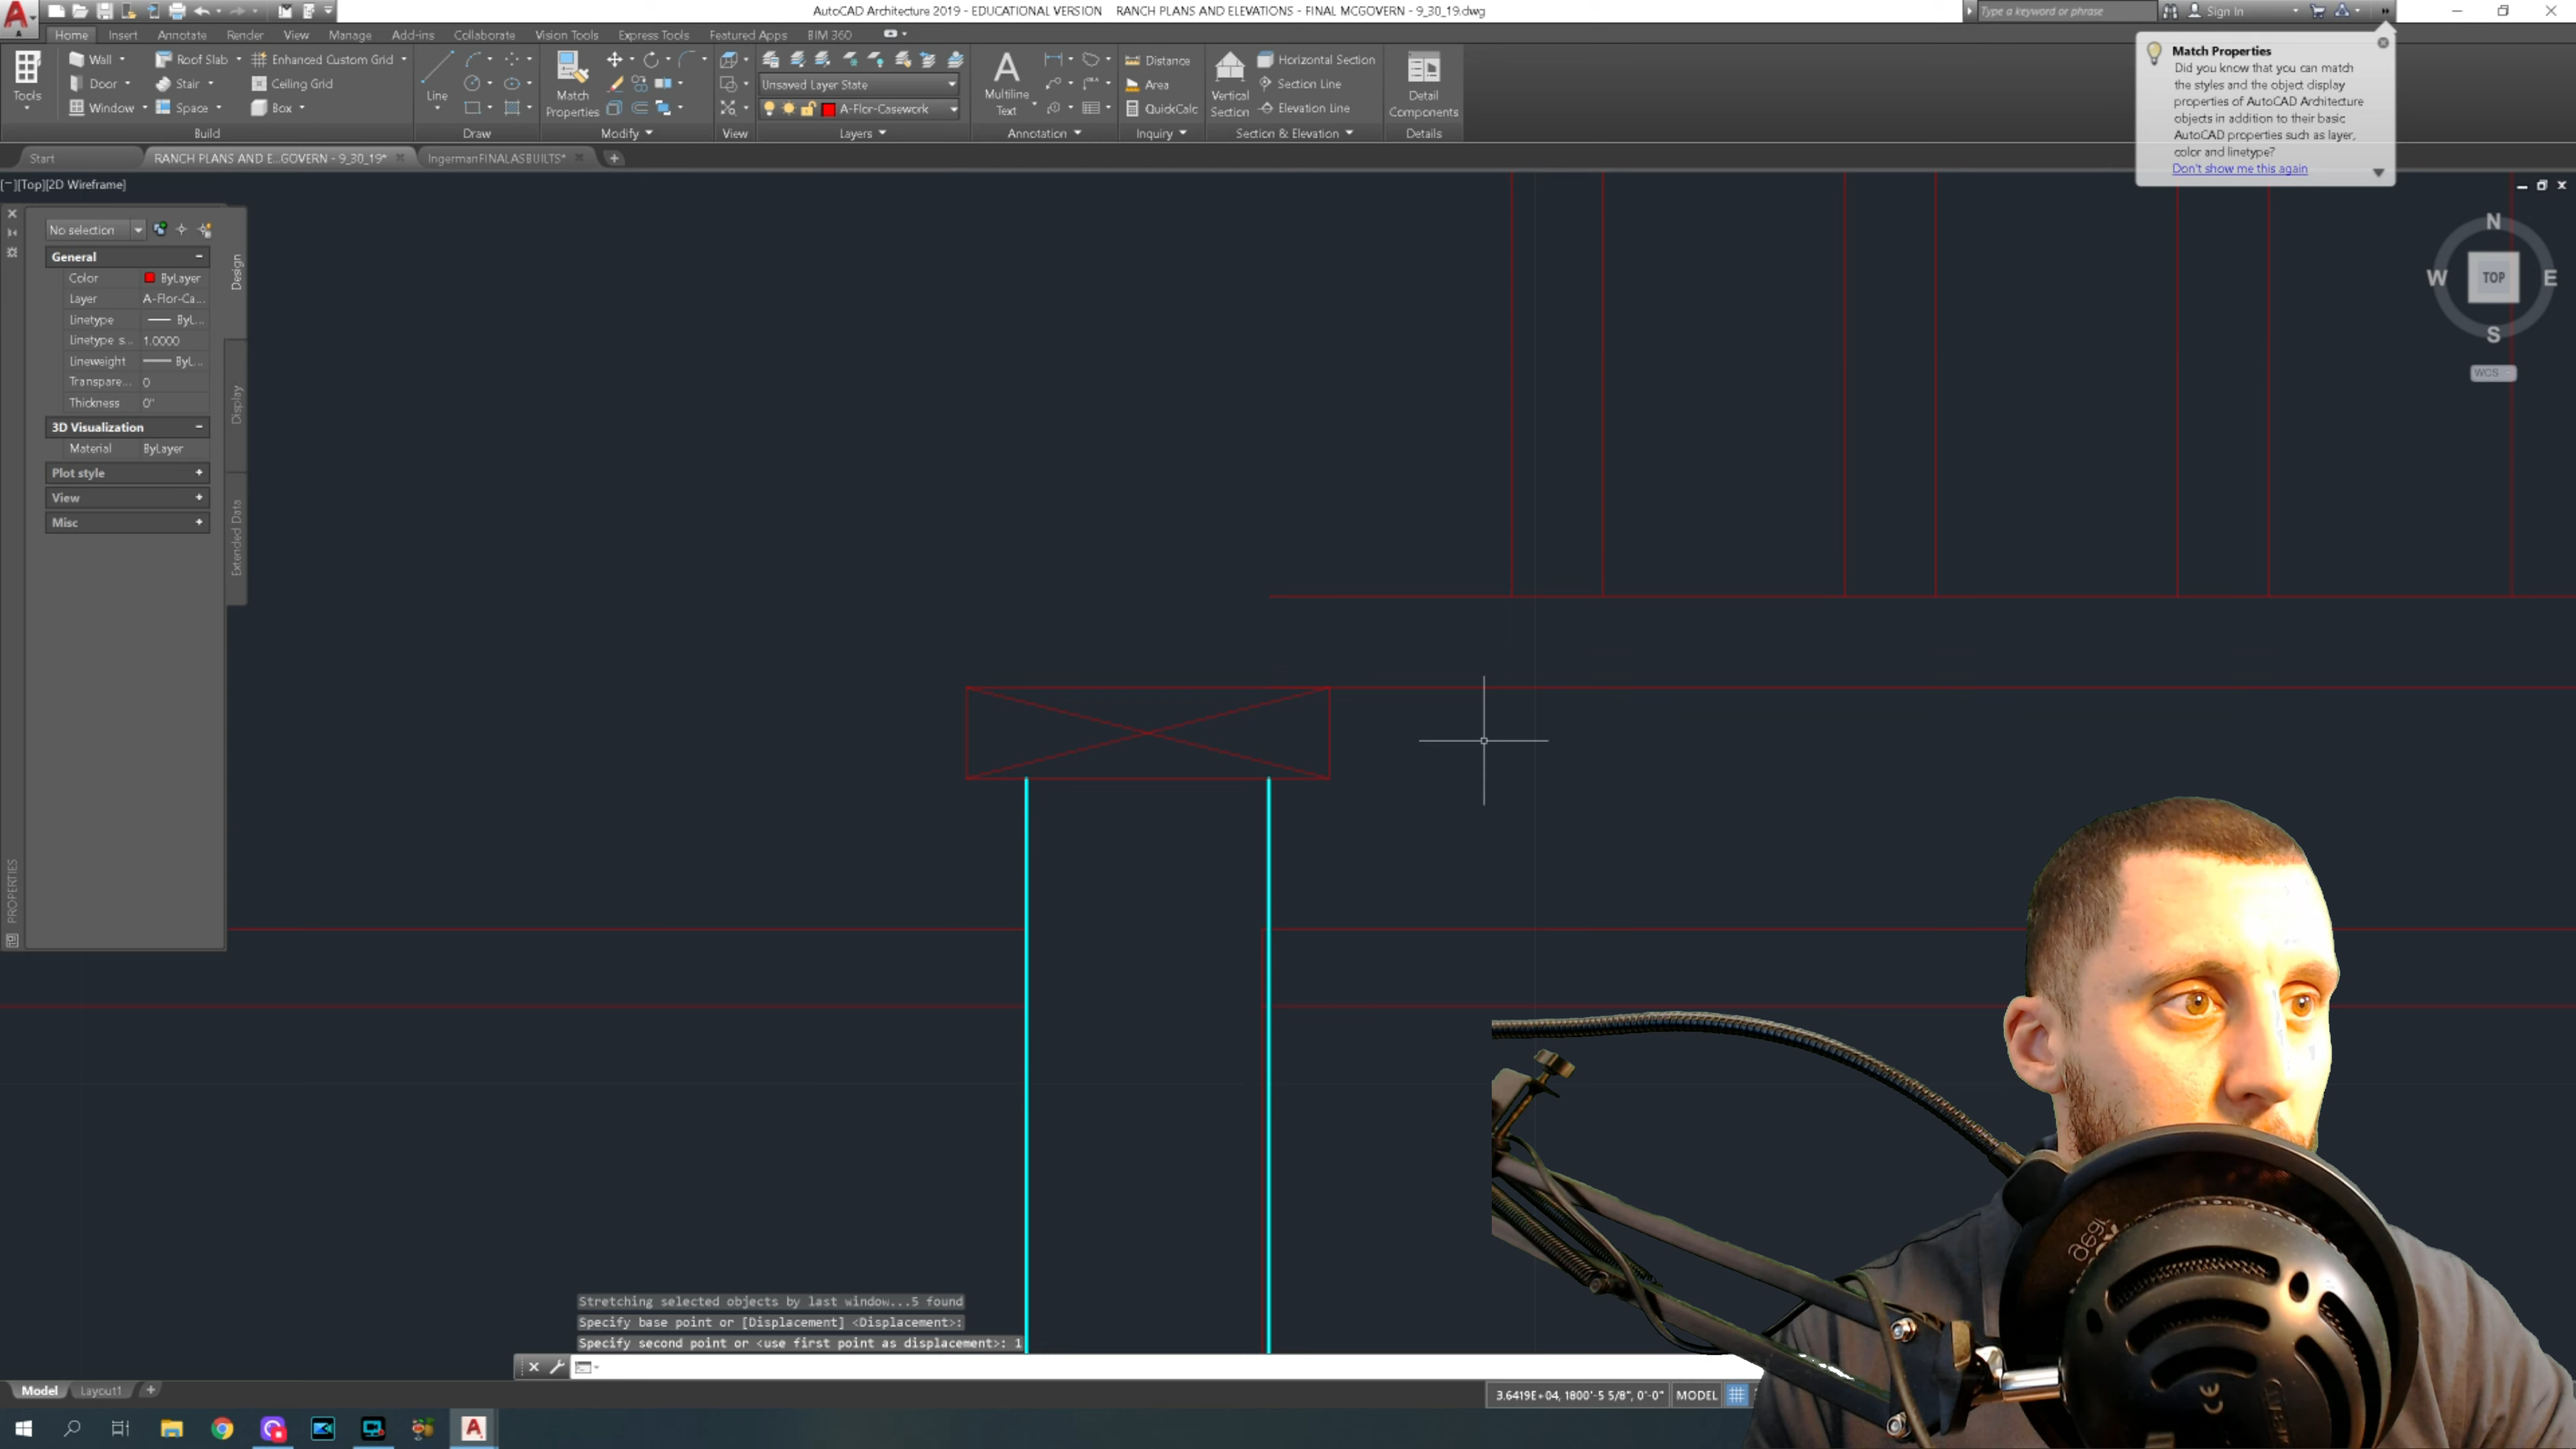 AutoCAD Architecture 2019 - EDUCATIONAL VERSION RANCH PLANS AND ELEVATIONS - FINAL MCGOVERN - 9_30_19.dwg
Type a keyword or phrase
Sign In
Home Insert Annotate Render View Manage Add-ins Collaborate Vision Tools Express Tools Featured Apps BIM 360
Tools
Wall
Door
Window
Roof Slab
Stair
Space
Enhanced Custom Grid
Ceiling Grid
Box
Build
Line
Draw
Match
Properties
Modify
View
Unsaved Layer State
A-Flor-Casework
Layers
Multiline
Text
Annotation
Distance
Area
QuickCalc
Inquiry
Vertical
Section
Horizontal Section
Section Line
Elevation Line
Section & Elevation
Detail
Components
Details
Match Properties
Did you know that you can match
the styles and the object display
properties of AutoCAD Architecture
objects in addition to their basic
AutoCAD properties such as layer,
color and linetype?
Don't show me this again
Start
RANCH PLANS AND E...GOVERN - 9_30_19*
IngermanFINALASBUILTS*
[−][Top][2D Wireframe]
No selection
General
Color ByLayer
Layer A-Flor-Ca...
Linetype ByL...
Linetype s... 1.0000
Lineweight ByL...
Transpare... 0
Thickness 0"
3D Visualization
Material ByLayer
Plot style
View
Misc
Design
Display
Extended Data
PROPERTIES
N
W TOP E
S
WCS
Stretching selected objects by last window...5 found
Specify base point or [Displacement] <Displacement>:
Specify second point or <use first point as displacement>: 1
Model Layout1
3.6419E+04, 1800'-5 5/8", 0'-0" MODEL
CE